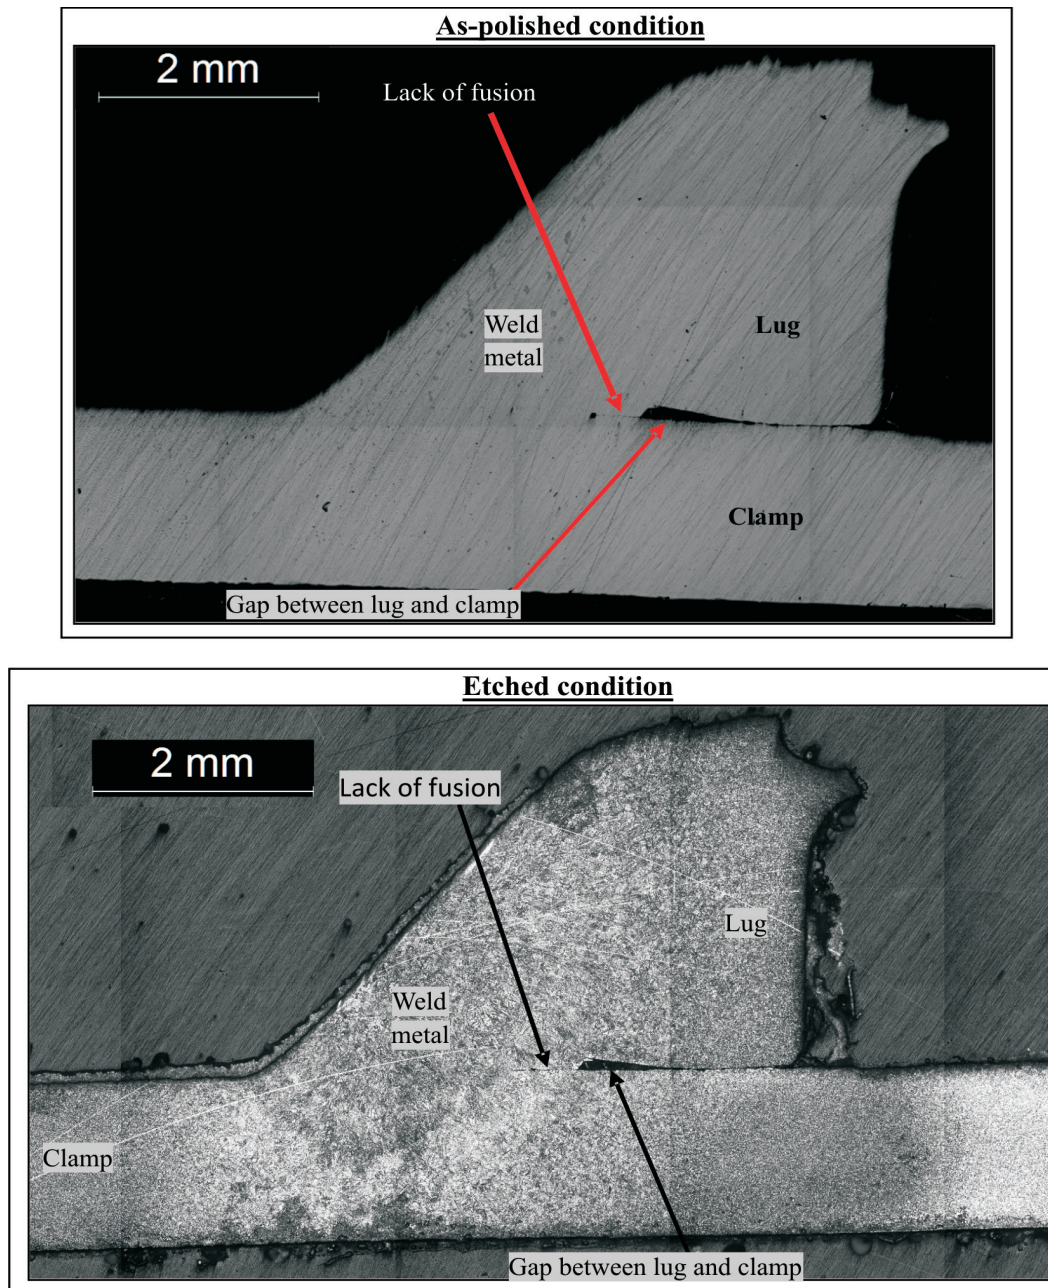 As-polished condition
2 mm
Lack of fusion
Weld
metal
Lug
Clamp
Gap between lug and clamp
Etched condition
2 mm
Lack of fusion
Lug
Weld
metal
Clamp
Gap between lug and clamp